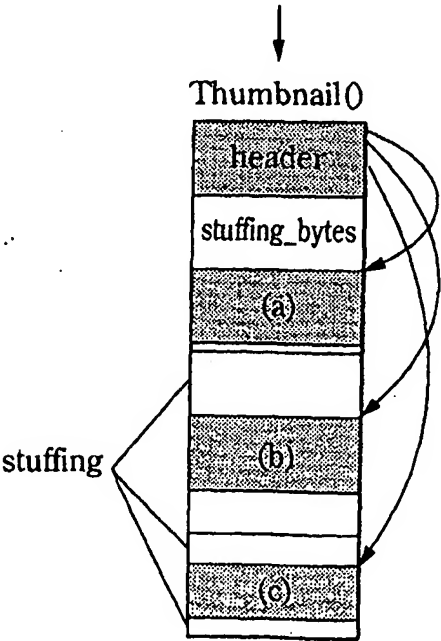 Thumbnail()
header
stuffing_bytes
(a)
(b)
stuffing
(c)